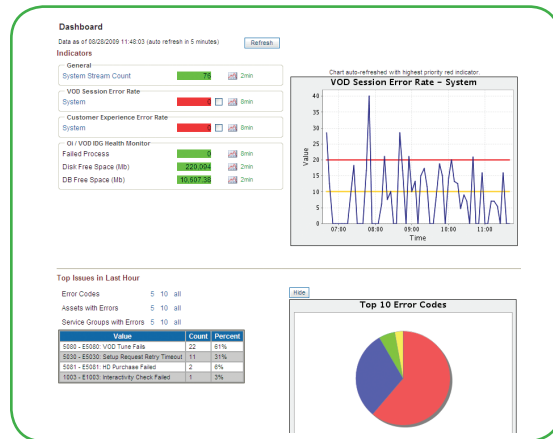 Dashboard
Data as of 08/28/2009 11:48:03 (auto refresh in 5 minutes) Refresh
Indicators
General
System Stream Count 76 2min
VOD Session Error Rate
System 0 8min
Customer Experience Error Rate
System 0 8min
OI / VOD IDG Health Monitor
Failed Process 0 8min
Disk Free Space (Mb) 220,094 2min
DB Free Space (Mb) 10,607.38 2min
Chart auto-refreshed with highest priority red indicator.
VOD Session Error Rate - System
40
35
30
25
20
15
10
5
0
Value
07:00 08:00 09:00 10:00 11:00
Time
Top Issues in Last Hour
Error Codes 5 10 all
Assets with Errors 5 10 all
Service Groups with Errors 5 10 all
Value Count Percent
5080 - E5080: VOD Tune Fails 22 61%
5030 - E5030: Setup Request Retry Timeout 11 31%
5081 - E5081: HD Purchase Failed 2 6%
1003 - E1003: Interactivity Check Failed 1 3%
Hide
Top 10 Error Codes